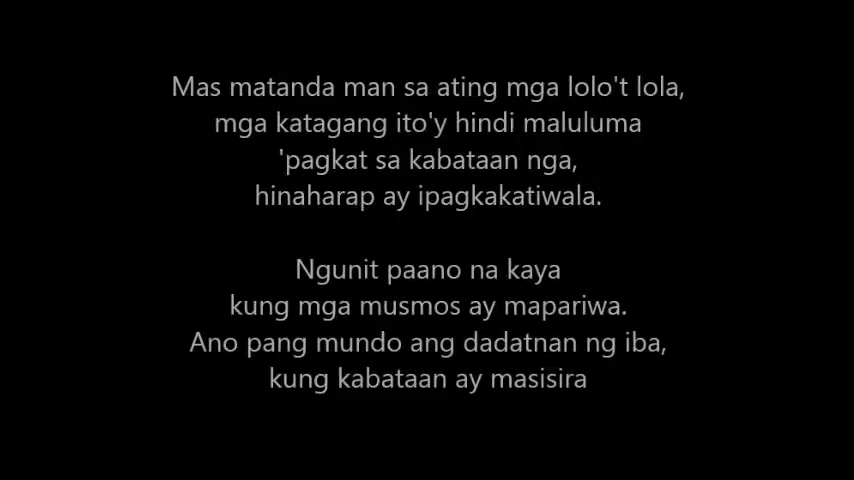 Mas matanda man sa ating mga lolo't lola,
mga katagang ito'y hindi maluluma
'pagkat sa kabataan nga,
hinaharap ay ipagkakatiwala.
Ngunit paano na kaya
kung mga musmos ay mapariwa.
Ano pang mundo ang dadatnan ng iba,
kung kabataan ay masisira